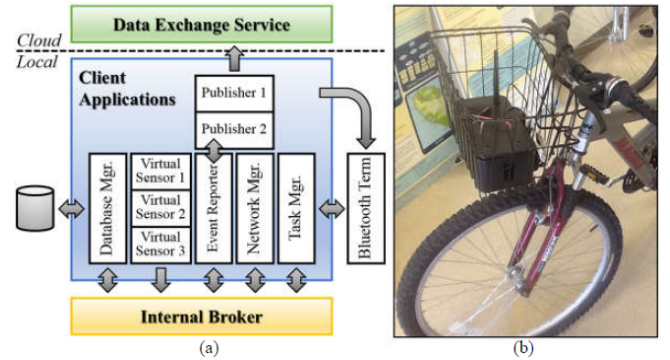 Data Exchange Service
Cloud
Local
Client
Applications
Publisher 1
Publisher 2
Database Mgr.
Virtual
Sensor 1
Virtual
Sensor 2
Virtual
Sensor 3
Event Reporter
Network Mgr.
Task Mgr.
Bluetooth Term
Internal Broker
(a)
(b)